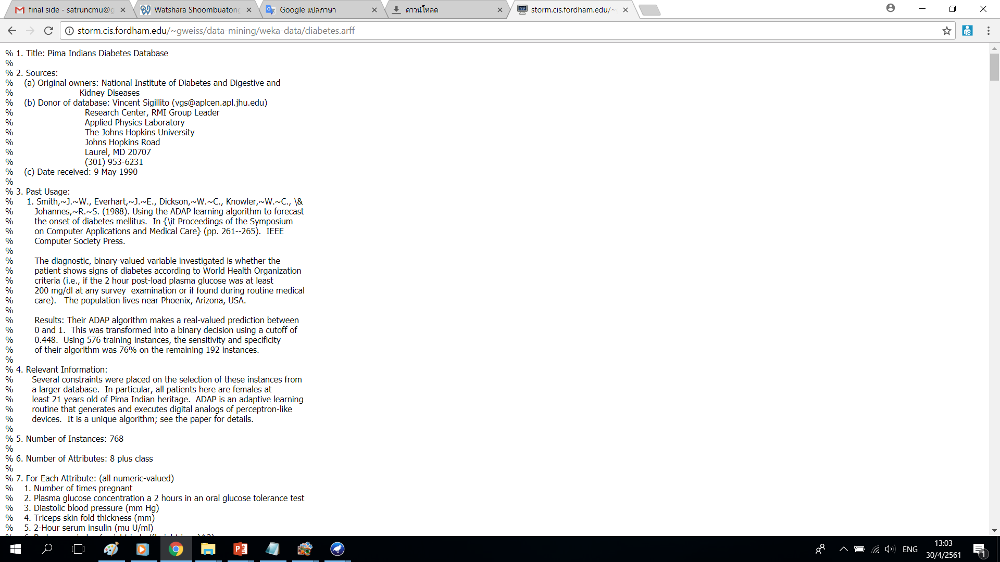 final side - satruncmu@g
Watshara Shoombuatong
Google แปลภาษา
ดาวน์โหลด
storm.cis.fordham.edu/~
storm.cis.fordham.edu/~gweiss/data-mining/weka-data/diabetes.arff
% 1. Title: Pima Indians Diabetes Database
%
% 2. Sources:
% (a) Original owners: National Institute of Diabetes and Digestive and
% Kidney Diseases
% (b) Donor of database: Vincent Sigillito (vgs@aplcen.apl.jhu.edu)
% Research Center, RMI Group Leader
% Applied Physics Laboratory
% The Johns Hopkins University
% Johns Hopkins Road
% Laurel, MD 20707
% (301) 953-6231
% (c) Date received: 9 May 1990
%
% 3. Past Usage:
% 1. Smith,~J.~W., Everhart,~J.~E., Dickson,~W.~C., Knowler,~W.~C., \&
% Johannes,~R.~S. (1988). Using the ADAP learning algorithm to forecast
% the onset of diabetes mellitus. In {\it Proceedings of the Symposium
% on Computer Applications and Medical Care} (pp. 261--265). IEEE
% Computer Society Press.
%
% The diagnostic, binary-valued variable investigated is whether the
% patient shows signs of diabetes according to World Health Organization
% criteria (i.e., if the 2 hour post-load plasma glucose was at least
% 200 mg/dl at any survey examination or if found during routine medical
% care). The population lives near Phoenix, Arizona, USA.
%
% Results: Their ADAP algorithm makes a real-valued prediction between
% 0 and 1. This was transformed into a binary decision using a cutoff of
% 0.448. Using 576 training instances, the sensitivity and specificity
% of their algorithm was 76% on the remaining 192 instances.
%
% 4. Relevant Information:
% Several constraints were placed on the selection of these instances from
% a larger database. In particular, all patients here are females at
% least 21 years old of Pima Indian heritage. ADAP is an adaptive learning
% routine that generates and executes digital analogs of perceptron-like
% devices. It is a unique algorithm; see the paper for details.
%
% 5. Number of Instances: 768
%
% 6. Number of Attributes: 8 plus class
%
% 7. For Each Attribute: (all numeric-valued)
% 1. Number of times pregnant
% 2. Plasma glucose concentration a 2 hours in an oral glucose tolerance test
% 3. Diastolic blood pressure (mm Hg)
% 4. Triceps skin fold thickness (mm)
% 5. 2-Hour serum insulin (mu U/ml)
ENG
13:03
30/4/2561
1